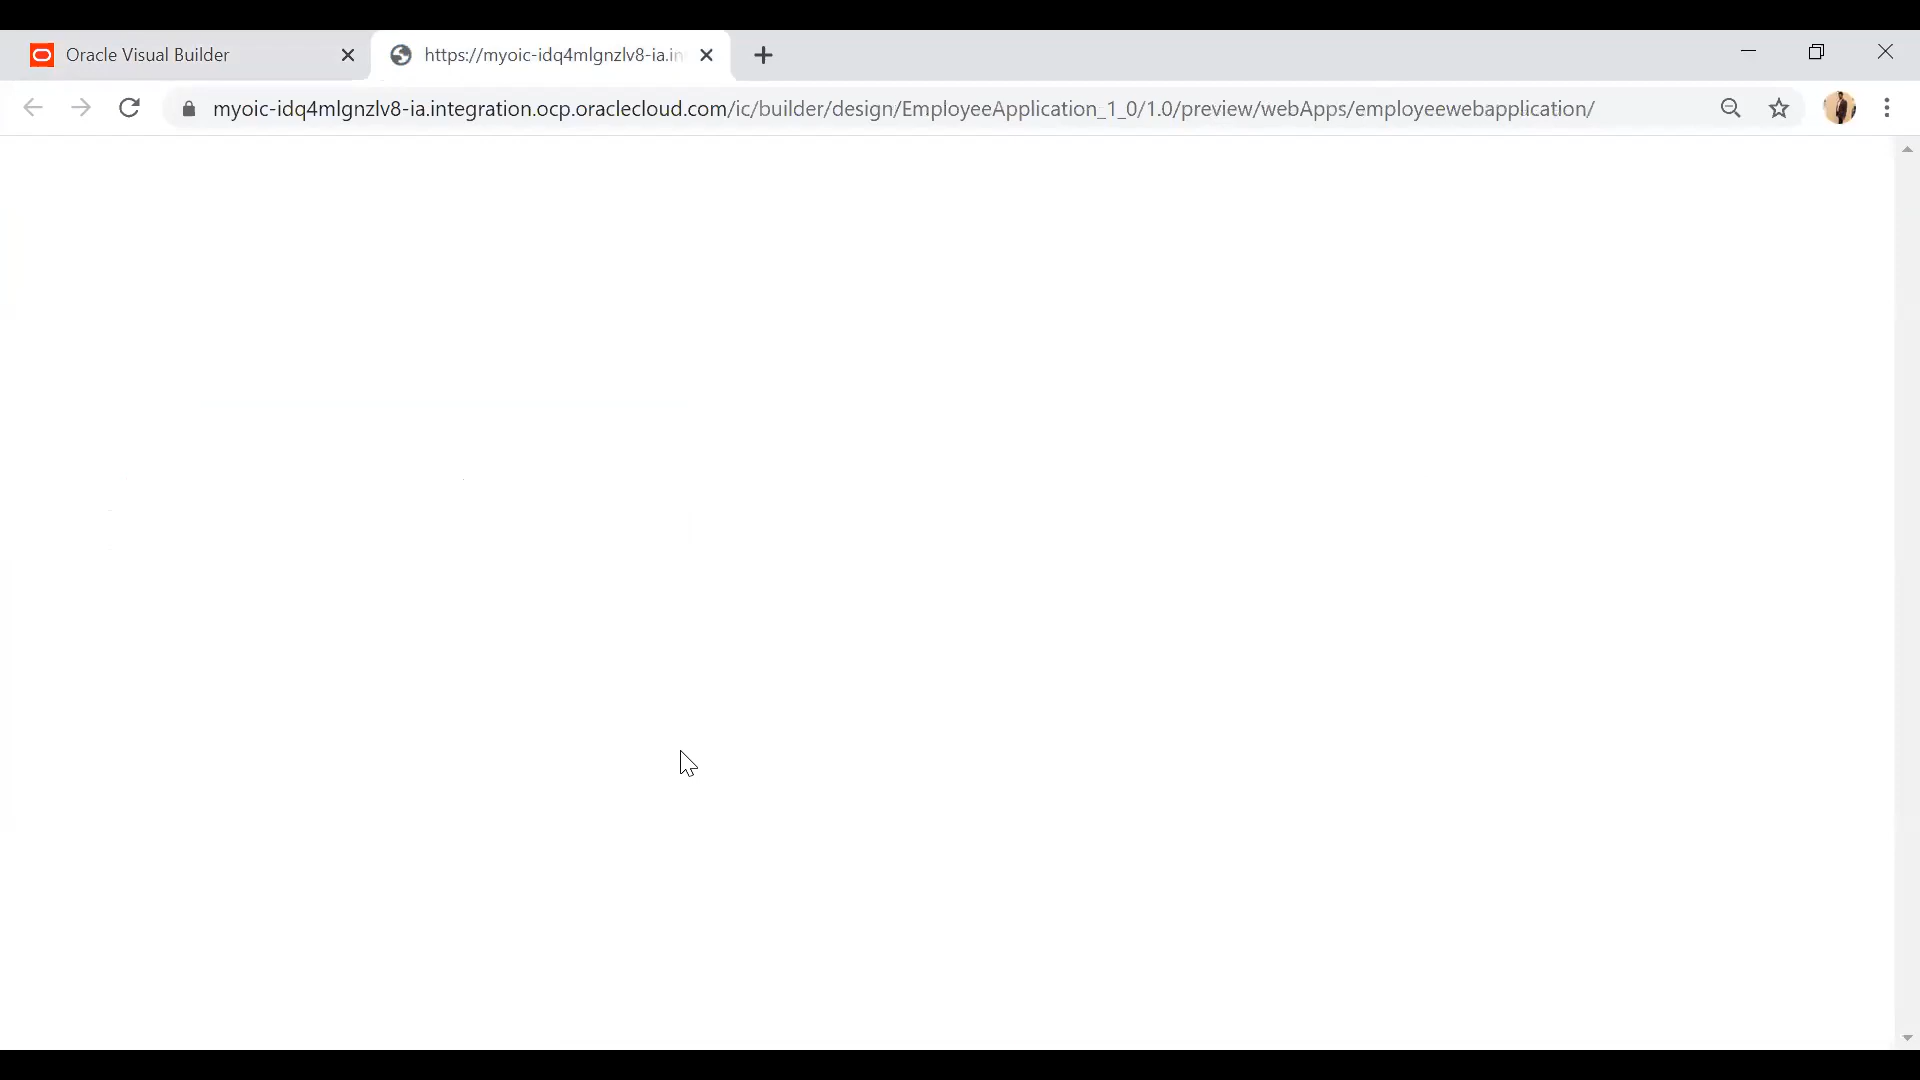 Oracle Visual Builder
https://myoic-idq4mlgnzlv8-ia.in
myoic-idq4mlgnzlv8-ia.integration.ocp.oraclecloud.com/ic/builder/design/EmployeeApplication_1_0/1.0/preview/webApps/employeewebapplication/